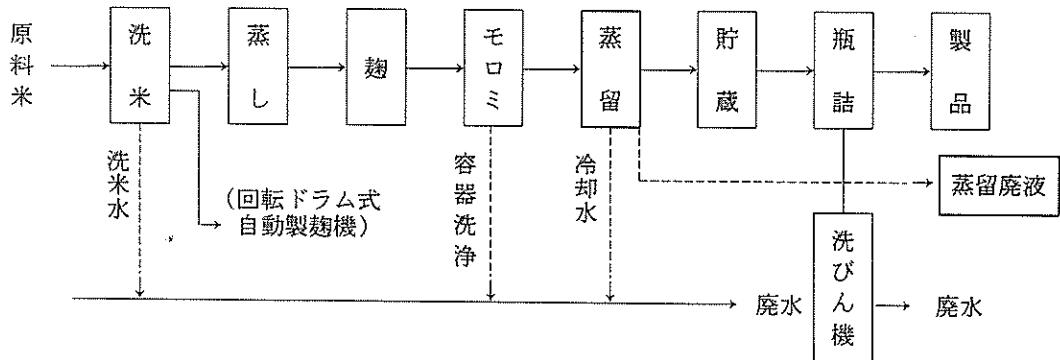 原料米
洗米
蒸し
麹
モロミ
蒸留
貯蔵
瓶詰
製品
洗米水
(回転ドラム式
自動製麹機)
容器洗浄
冷却水
蒸留廃液
廃水
洗びん機
廃水